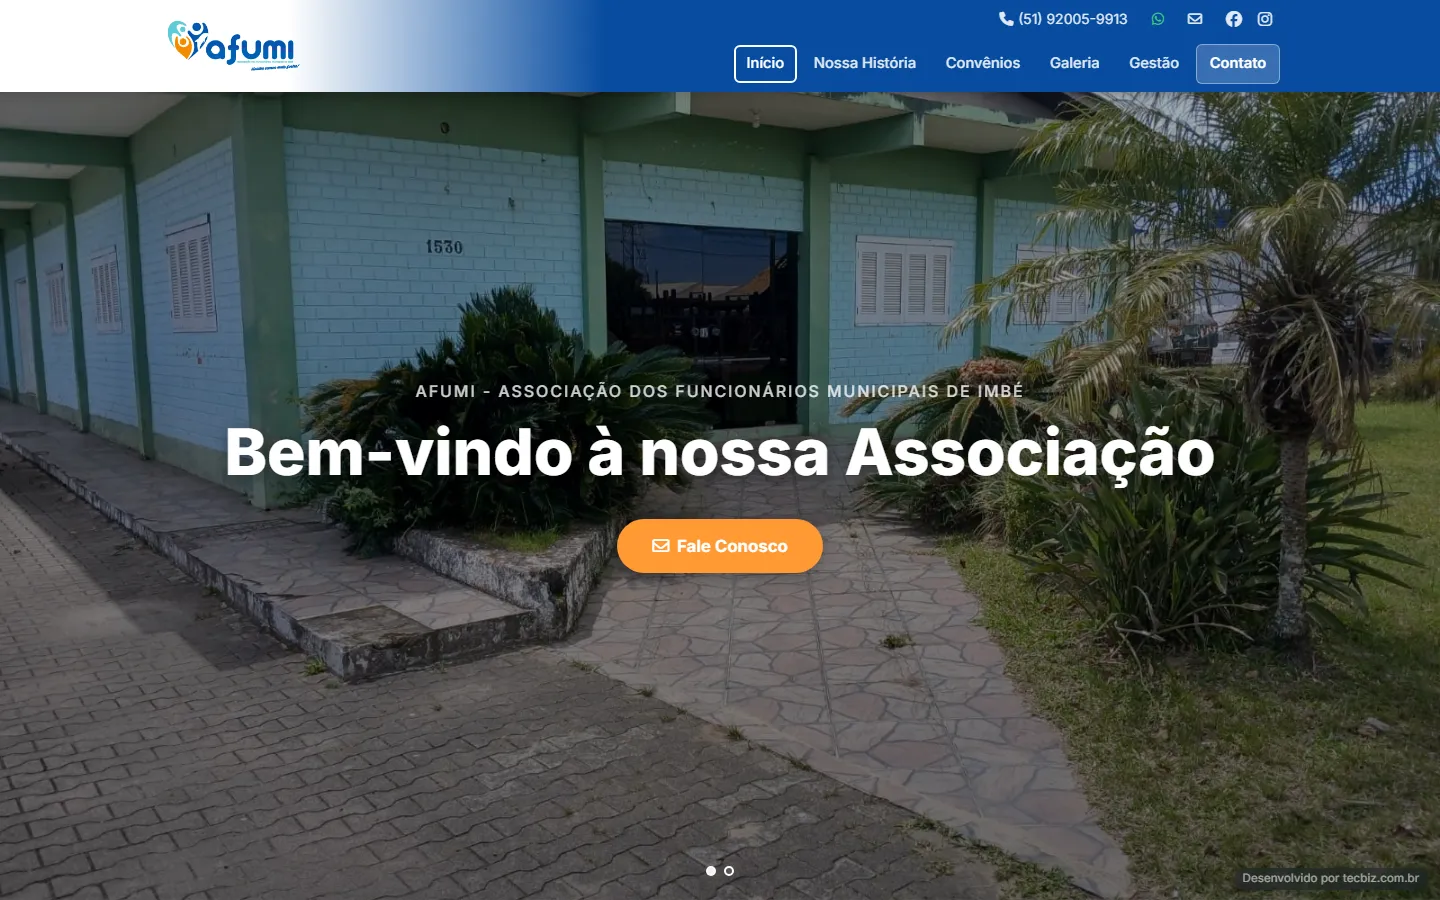 afumi
(51) 92005-9913
Início
Nossa História
Convênios
Galeria
Gestão
Contato
1530
AFUMI - ASSOCIAÇÃO DOS FUNCIONÁRIOS MUNICIPAIS DE IMBÉ
Bem-vindo à nossa Associação
Fale Conosco
Desenvolvido por tecbiz.com.br